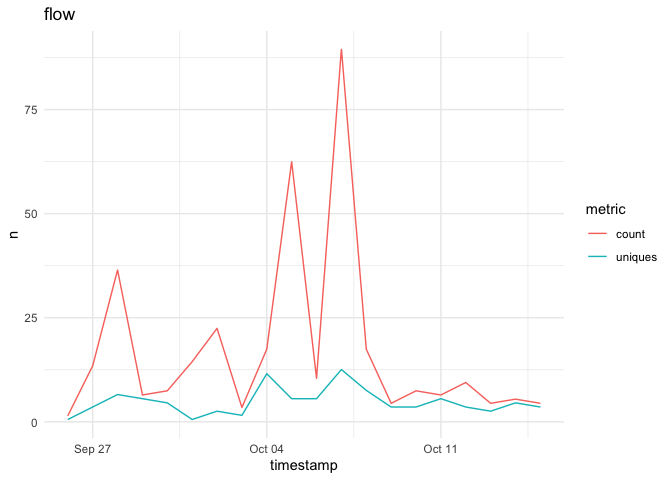 flow
75
50
25
0
n
Sep 27
Oct 04
Oct 11
timestamp
metric
count
uniques